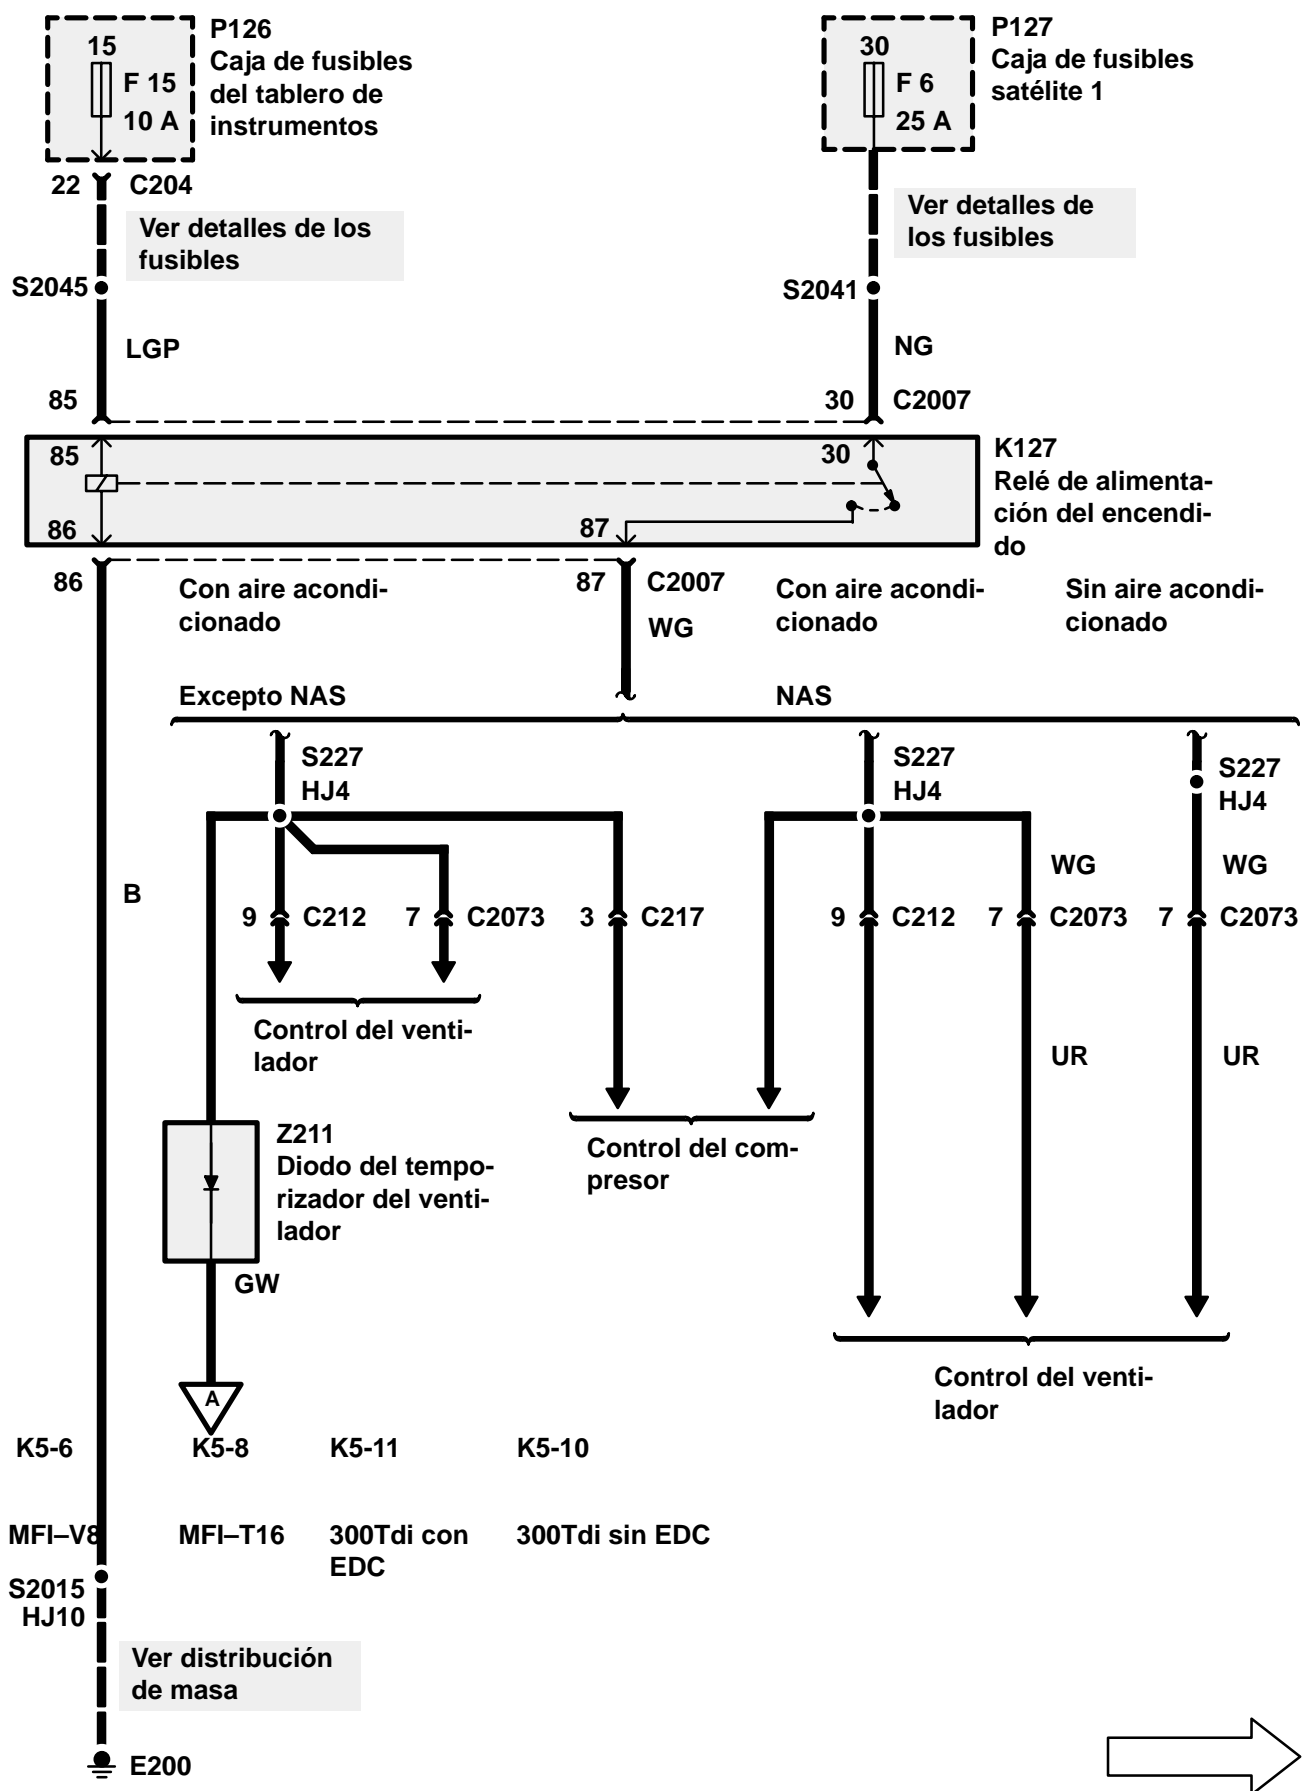 P126
15
Caja de fusibles
F 15
del tablero de
10 A
instrumentos
22
C204
Ver detalles de los
fusibles
P127
30
Caja de fusibles
F 6
satélite 1
25 A
Ver detalles de
los fusibles
S2045
S2041
LGP
NG
85
30
C2007
85
30
86
87
K127
Relé de alimenta-
ción del encendi-
do
86
Con aire acondi-
cionado
87
C2007
WG
Con aire acondi-
cionado
Sin aire acondi-
cionado
Excepto NAS
NAS
S227
HJ4
S227
HJ4
S227
HJ4
B
WG
WG
9
C212
7
C2073
3
C217
9
C212
7
C2073
7
C2073
Control del venti-
lador
UR
UR
Z211
Diodo del tempo-
rizador del venti-
lador
Control del com-
presor
GW
Control del venti-
lador
A
K5-6
K5-8
K5-11
K5-10
MFI–V8
MFI–T16
300Tdi con
EDC
300Tdi sin EDC
S2015
HJ10
Ver distribución
de masa
E200